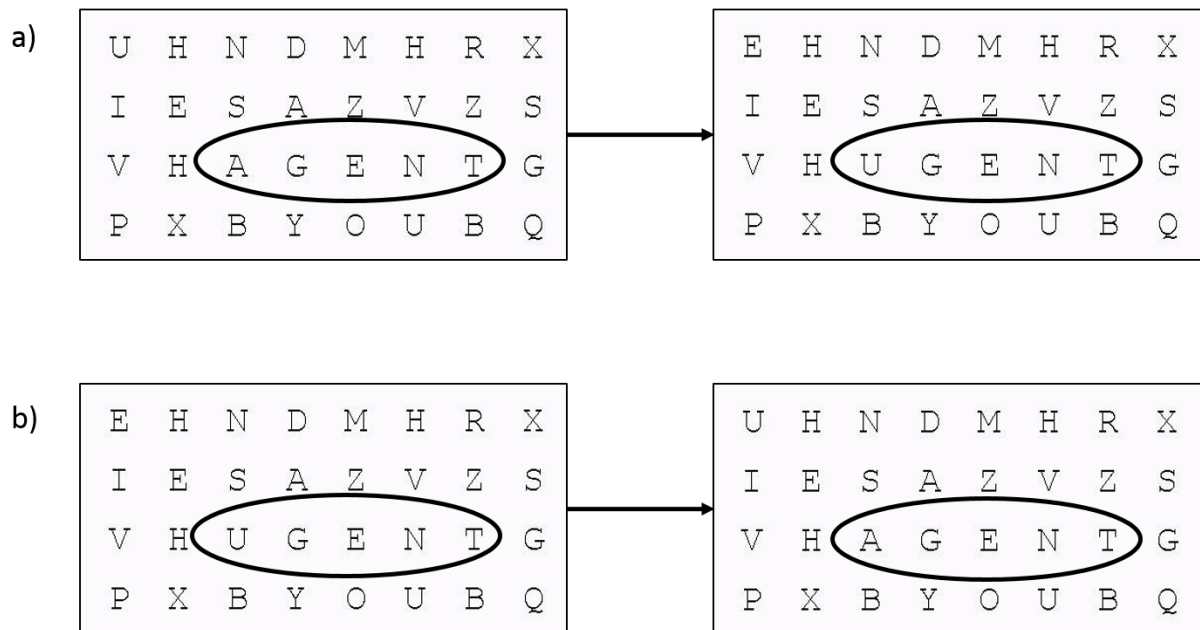 a)
U H N D M H R X
I E S A Z V Z S
V H A G E N T G
P X B Y O U B Q
E H N D M H R X
I E S A Z V Z S
V H U G E N T G
P X B Y O U B Q
b)
E H N D M H R X
I E S A Z V Z S
V H U G E N T G
P X B Y O U B Q
U H N D M H R X
I E S A Z V Z S
V H A G E N T G
P X B Y O U B Q